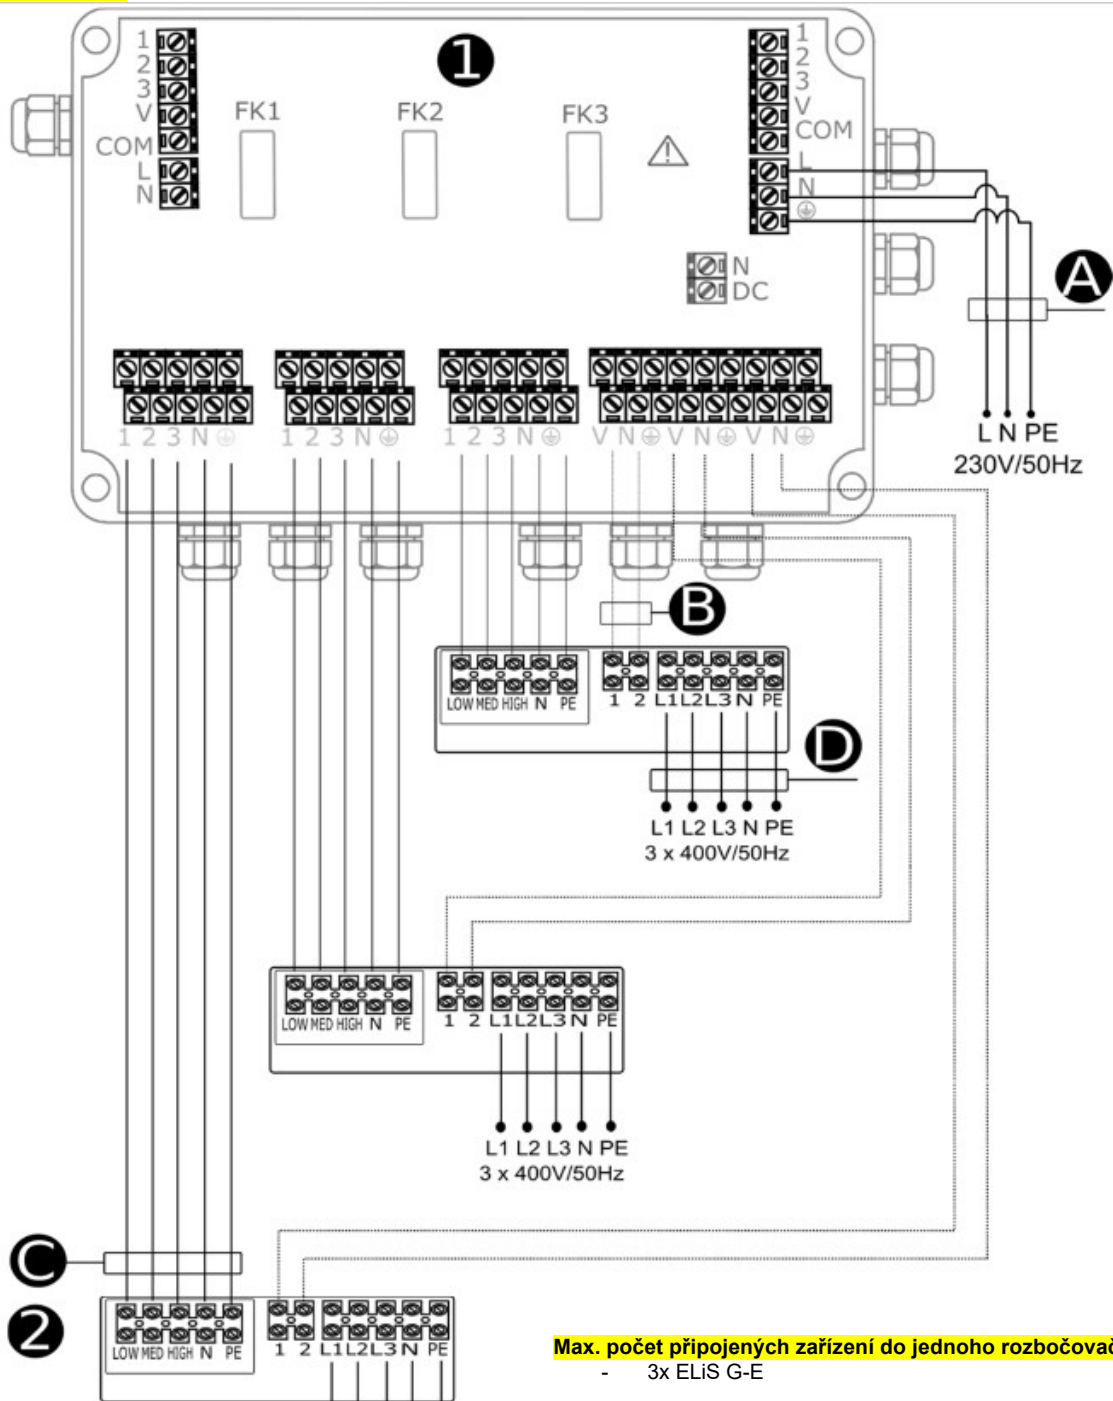 1
1
2
3
V
COM
L
N
FK1
FK2
FK3
1
2
3
V
COM
L
N
N
DC
A
L N PE
230V/50Hz
1 2 3 N
1 2 3 N
1 2 3 N
V N V N V N
B
LOW MED HIGH N PE
1 2 L1 L2 L3 N PE
D
L1 L2 L3 N PE
3 x 400V/50Hz
LOW MED HIGH N PE
1 2 L1 L2 L3 N PE
L1 L2 L3 N PE
3 x 400V/50Hz
C
2
LOW MED HIGH N PE
1 2 L1 L2 L3 N PE
Max. počet připojených zařízení do jednoho rozbočovač
- 3x ELiS G-E